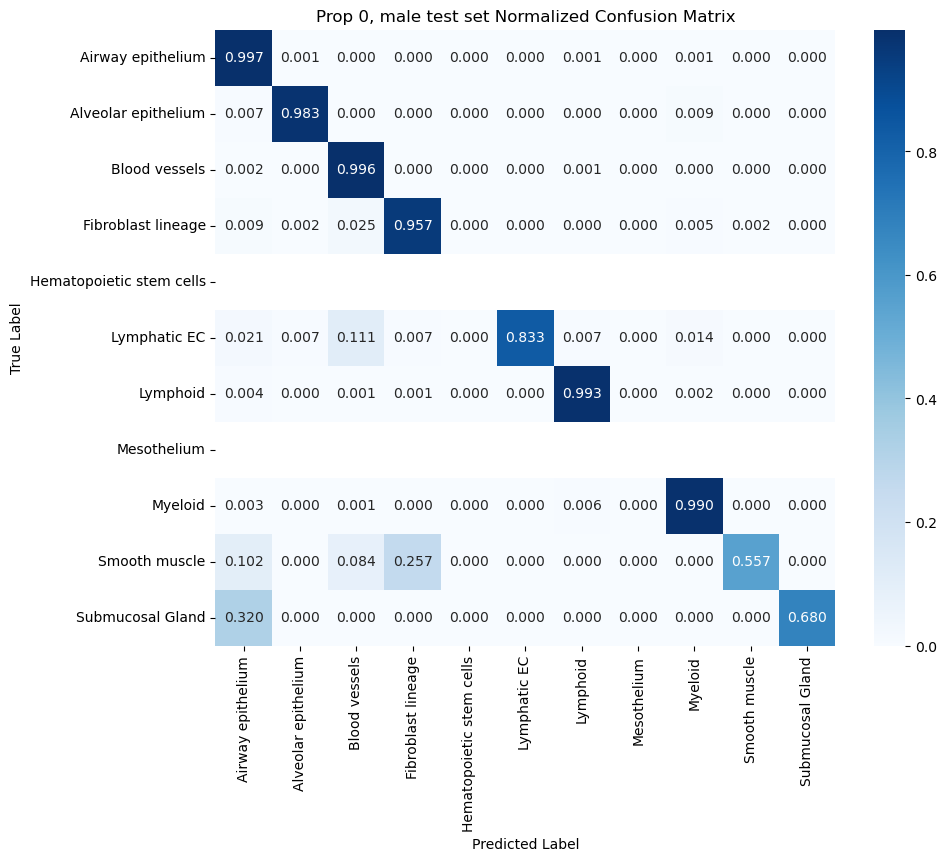 Prop 0, male test set Normalized Confusion Matrix
Airway epithelium 0.997 0.001 0.000 0.000 0.000 0.000 0.001 0.000 0.001 0.000 0.000
Alveolar epithelium 0.007 0.983 0.000 0.000 0.000 0.000 0.000 0.000 0.009 0.000 0.000
Blood vessels 0.002 0.000 0.996 0.000 0.000 0.000 0.001 0.000 0.000 0.000 0.000
Fibroblast lineage 0.009 0.002 0.025 0.957 0.000 0.000 0.000 0.000 0.005 0.002 0.000
Hematopoietic stem cells
Lymphatic EC 0.021 0.007 0.111 0.007 0.000 0.833 0.007 0.000 0.014 0.000 0.000
Lymphoid 0.004 0.000 0.001 0.001 0.000 0.000 0.993 0.000 0.002 0.000 0.000
Mesothelium
Myeloid 0.003 0.000 0.001 0.000 0.000 0.000 0.006 0.000 0.990 0.000 0.000
Smooth muscle 0.102 0.000 0.084 0.257 0.000 0.000 0.000 0.000 0.000 0.557 0.000
Submucosal Gland 0.320 0.000 0.000 0.000 0.000 0.000 0.000 0.000 0.000 0.000 0.680
True Label
Airway epithelium
Alveolar epithelium
Blood vessels
Fibroblast lineage
Hematopoietic stem cells
Lymphatic EC
Lymphoid
Mesothelium
Myeloid
Smooth muscle
Submucosal Gland
Predicted Label
0.8
0.6
0.4
0.2
0.0